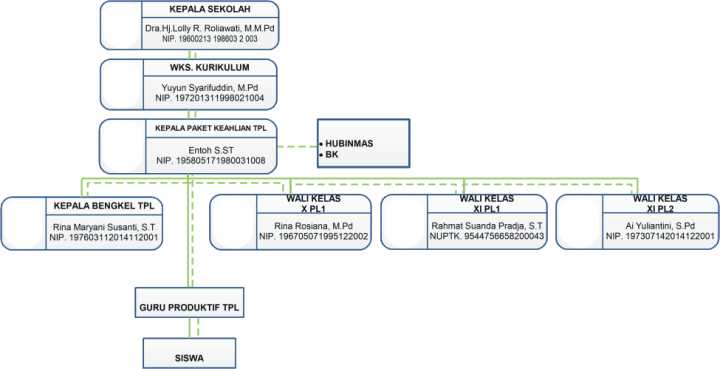 KEPALA SEKOLAH
Dra.Hj.Lolly R. Roliawati, M.M.Pd
NIP. 19600213 198603 2 003
WKS. KURIKULUM
Yuyun Syarifuddin, M.Pd
NIP. 197201311998021004
KEPALA PAKET KEAHLIAN TPL
Entoh S.ST
NIP. 195805171980031008
• HUBINMAS
• BK
KEPALA BENGKEL TPL
Rina Maryani Susanti, S.T
NIP. 197603112014112001
WALI KELAS
X PL1
Rina Rosiana, M.Pd
NIP. 196705071995122002
WALI KELAS
XI PL1
Rahmat Suanda Pradja, S.T
NUPTK. 9544756658200043
WALI KELAS
XI PL2
Ai Yuliantini, S.Pd
NIP. 197307142014122001
GURU PRODUKTIF TPL
SISWA